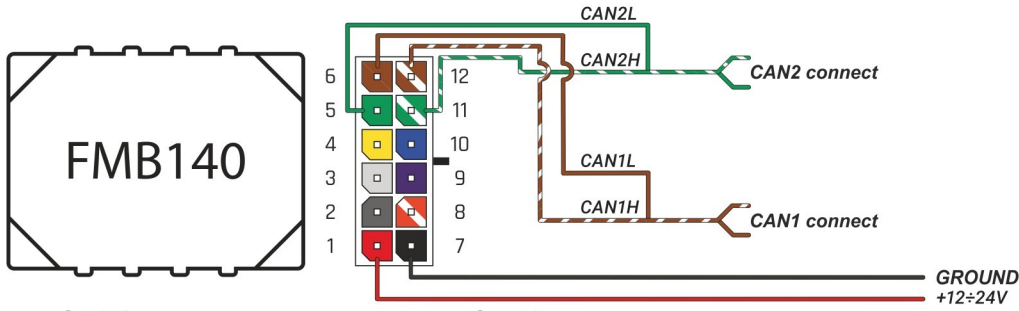 CAN2L
CAN2H
CAN2 connect
FMB140
6 12
5 11
4 10
3 9
2 8
1 7
CAN1L
CAN1H
CAN1 connect
GROUND
+12÷24V